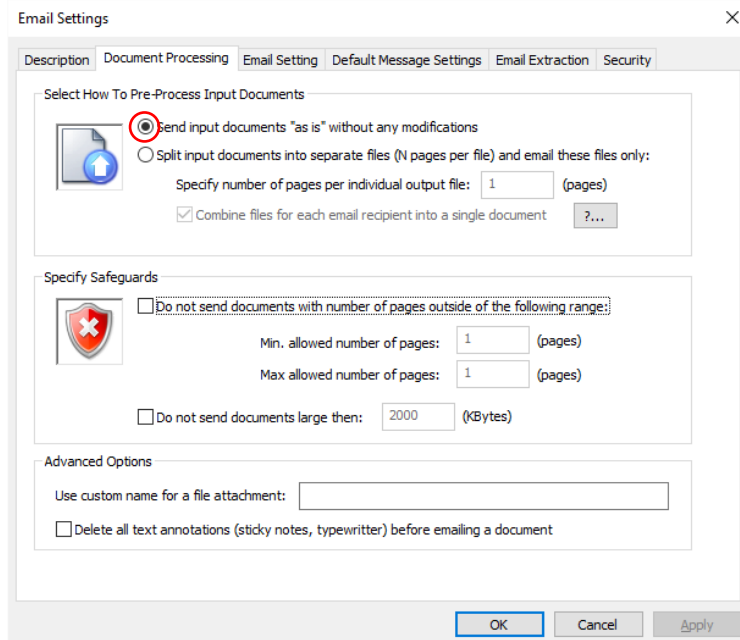 Email Settings
Description Document Processing Email Setting Default Message Settings Email Extraction Security
Select How To Pre-Process Input Documents
Send input documents "as is" without any modifications
Split input documents into separate files (N pages per file) and email these files only:
Specify number of pages per individual output file: 1 (pages)
Combine files for each email recipient into a single document ?...
Specify Safeguards
Do not send documents with number of pages outside of the following range:
Min. allowed number of pages: 1 (pages)
Max allowed number of pages: 1 (pages)
Do not send documents large then: 2000 (KBytes)
Advanced Options
Use custom name for a file attachment:
Delete all text annotations (sticky notes, typewritter) before emailing a document
OK Cancel Apply